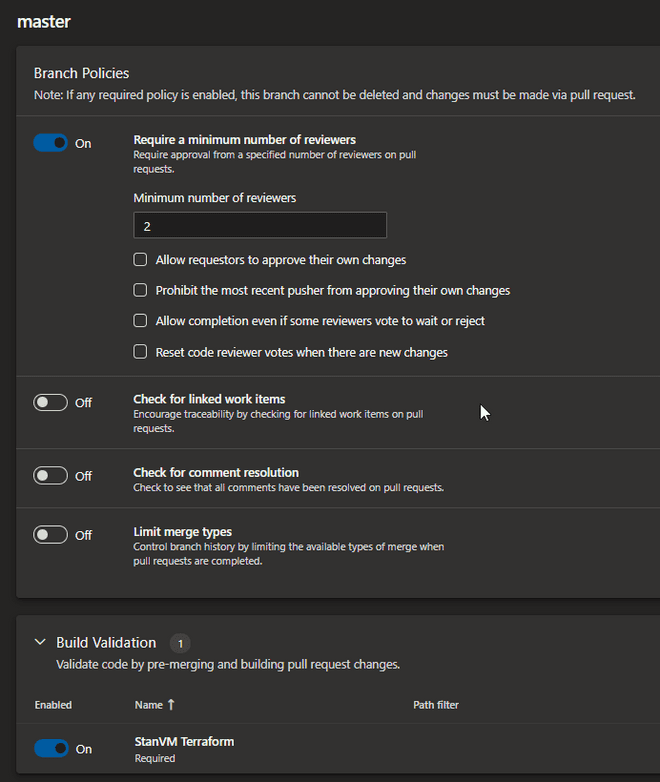 master
Branch Policies
Note: If any required policy is enabled, this branch cannot be deleted and changes must be made via pull request.
On
Require a minimum number of reviewers
Require approval from a specified number of reviewers on pull
requests.
Minimum number of reviewers
2
Allow requestors to approve their own changes
Prohibit the most recent pusher from approving their own changes
Allow completion even if some reviewers vote to wait or reject
Reset code reviewer votes when there are new changes
Off
Check for linked work items
Encourage traceability by checking for linked work items on pull
requests.
Off
Check for comment resolution
Check to see that all comments have been resolved on pull requests.
Off
Limit merge types
Control branch history by limiting the available types of merge when
pull requests are completed.
Build Validation 1
Validate code by pre-merging and building pull request changes.
Enabled Name ↑ Path filter
On
StanVM Terraform
Required